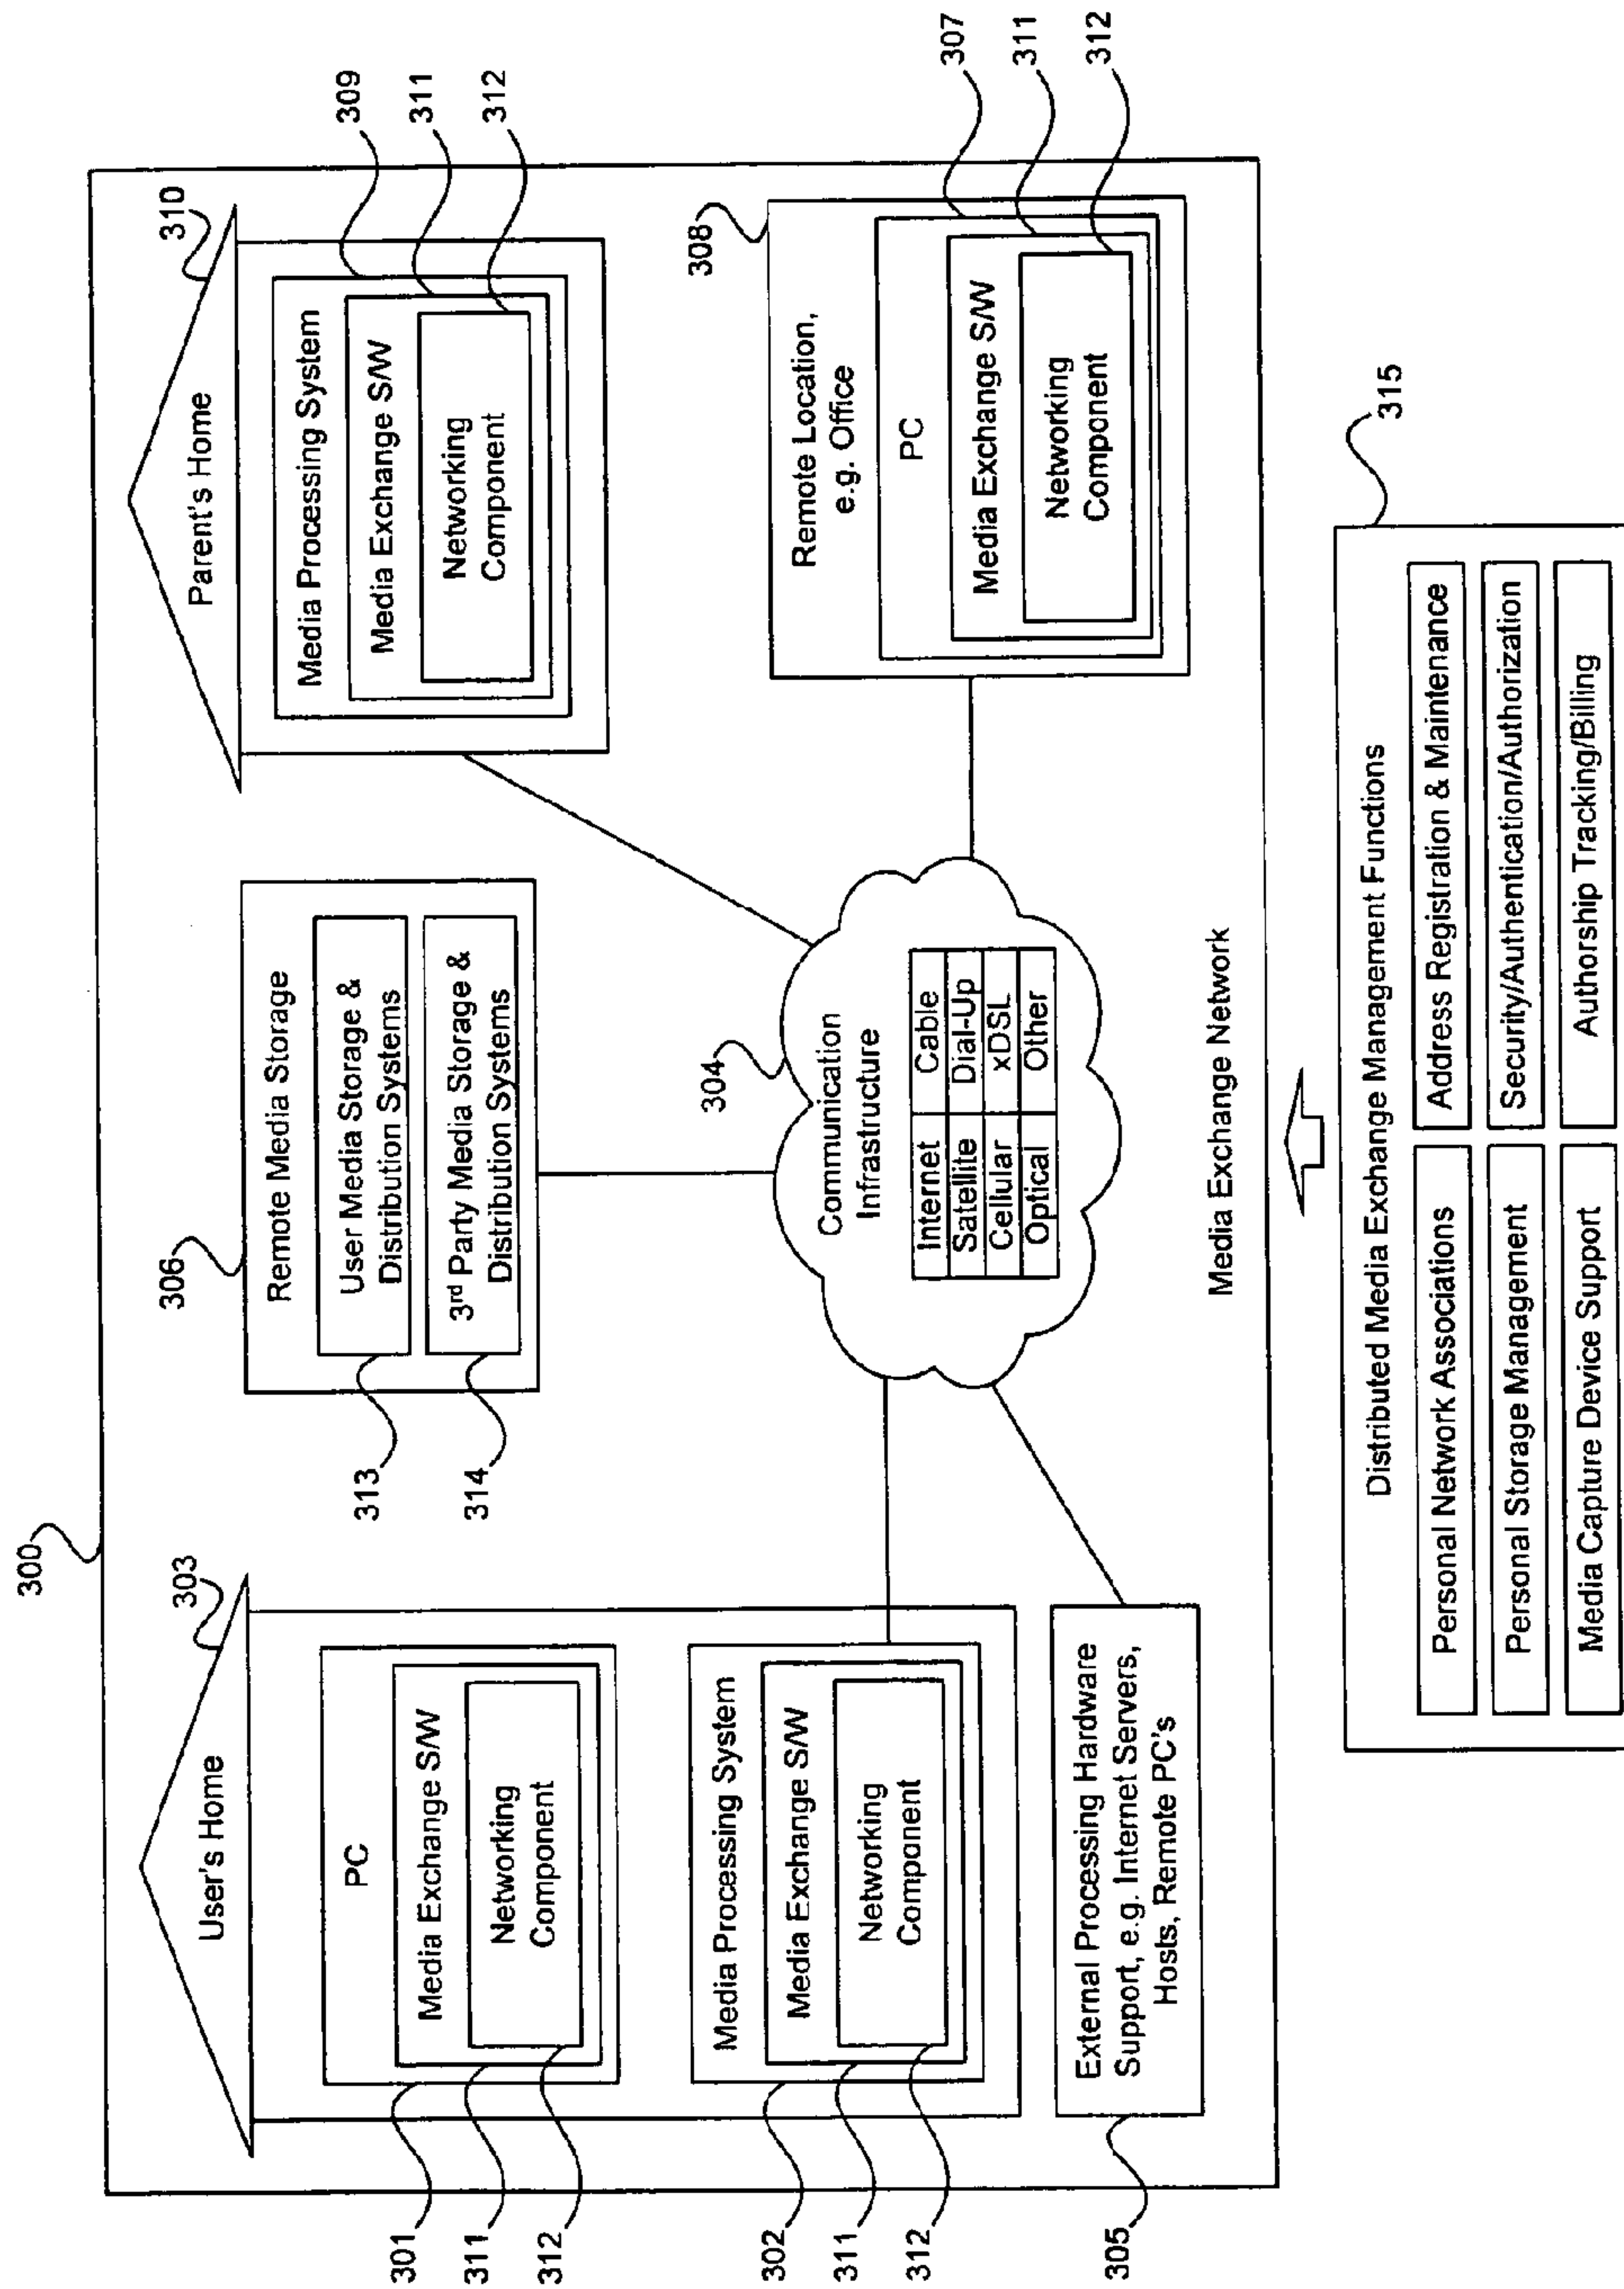 300
303
User's Home
PC
Media Exchange S/W
Networking
Component
301
311
312
Media Processing System
Media Exchange S/W
Networking
Component
302
311
312
External Processing Hardware
Support, e.g. Internet Servers,
Hosts, Remote PC's
305
306
Remote Media Storage
User Media Storage &
Distribution Systems
3rd Party Media Storage &
Distribution Systems
313
314
304
Communication
Infrastructure
Internet Cable
Satellite Dial-Up
Cellular xDSL
Optical Other
310
Parent's Home
Media Processing System
Media Exchange S/W
Networking
Component
309
311
312
308
Remote Location,
e.g. Office
PC
Media Exchange S/W
Networking
Component
307
311
312
Media Exchange Network
315
Distributed Media Exchange Management Functions
Personal Network Associations
Address Registration & Maintenance
Personal Storage Management
Security/Authentication/Authorization
Media Capture Device Support
Authorship Tracking/Billing